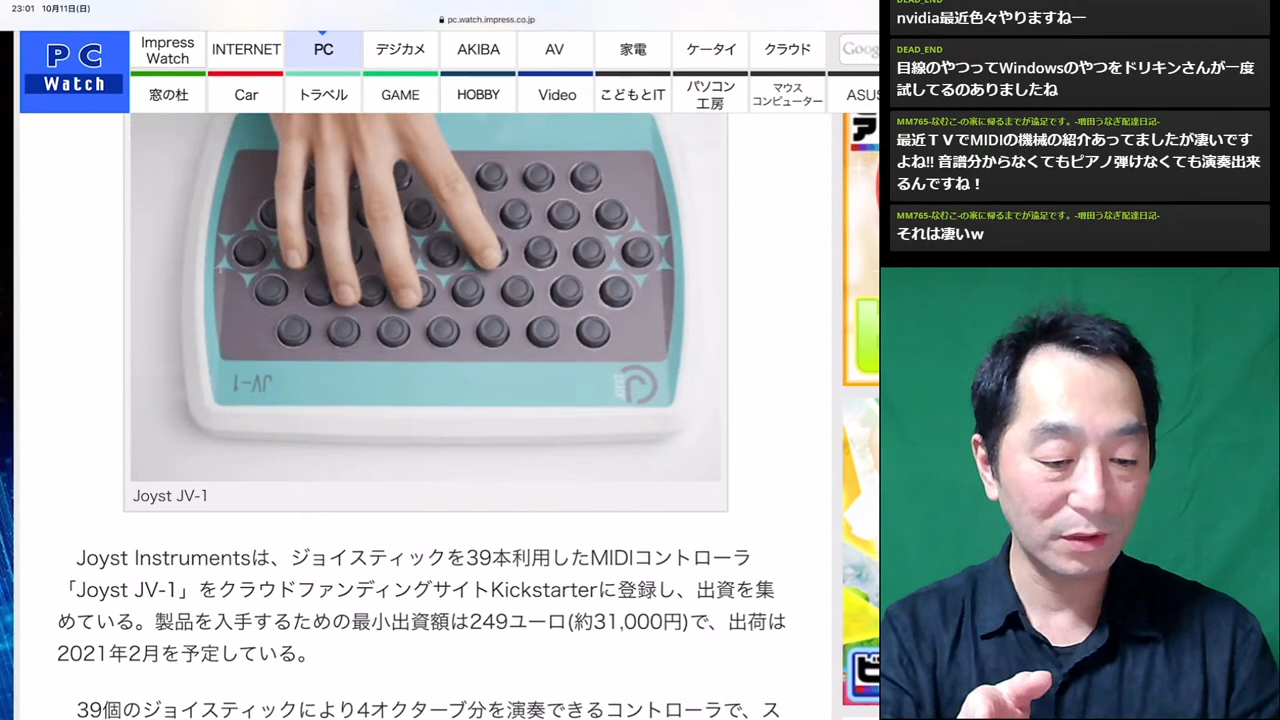 23:01 10月11日(日)
pc.watch.impress.co.jp
PC
Watch
Impress
Watch
INTERNET
PC
デジカメ
AKIBA
AV
家電
ケータイ
クラウド
Goog
窓の杜
Car
トラベル
GAME
HOBBY
Video
こどもとIT
パソコン
工房
マウス
コンピューター
ASUS
JV-1
Joyst JV-1
Joyst Instrumentsは、ジョイスティックを39本利用したMIDIコントローラ
「Joyst JV-1」をクラウドファンディングサイトKickstarterに登録し、出資を集
めている。製品を入手するための最小出資額は249ユーロ(約31,000円)で、出荷は
2021年2月を予定している。
39個のジョイスティックにより4オクターブ分を演奏できるコントローラで、ス
DEAD_END
nvidia最近色々やりますねー
DEAD_END
目線のやつってWindowsのやつをドリキンさんが一度
試してるのありましたね
MM765-なむこ-の家に帰るまでが遠足です。-増田うなぎ配達日記-
最近ＴＶでMIDIの機械の紹介あってましたが凄いです
よね!! 音譜分からなくてもピアノ弾けなくても演奏出来
るんですね！
MM765-なむこ-の家に帰るまでが遠足です。-増田うなぎ配達日記-
それは凄いｗ